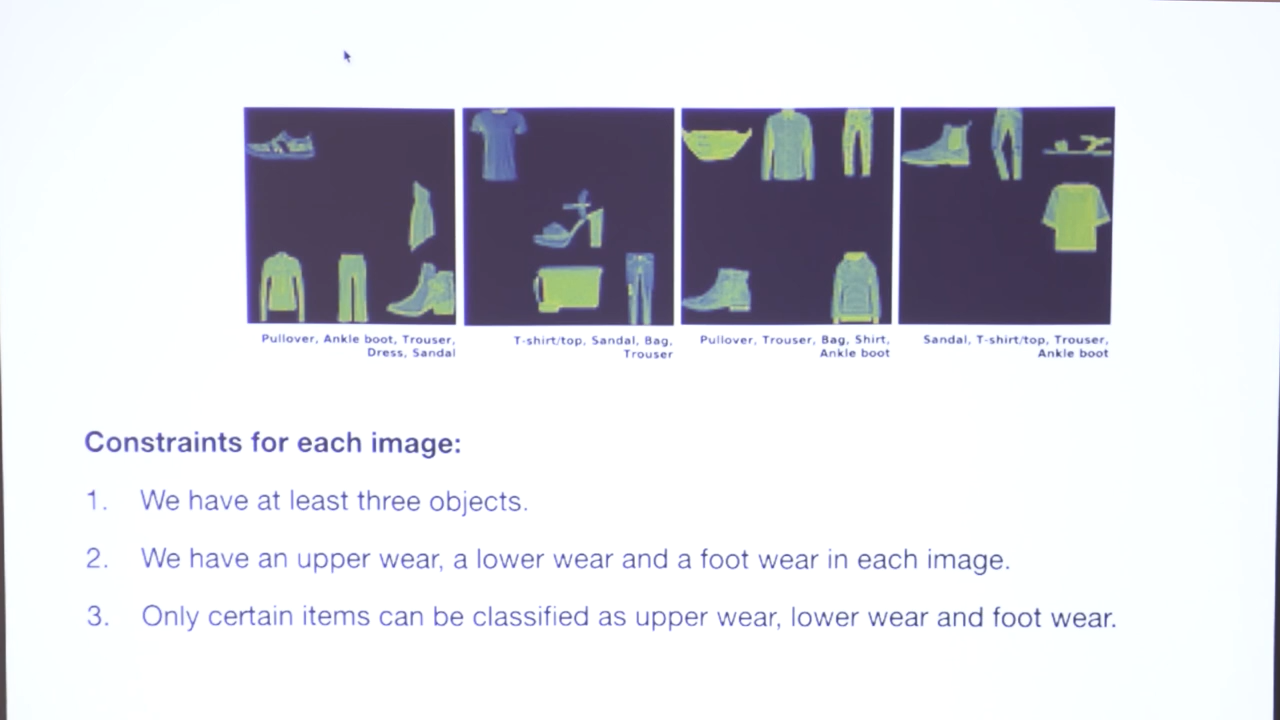 Pullover, Ankle boot, Trouser,
Dress, Sandal
T-shirt/top, Sandal, Bag,
Trouser
Pullover, Trouser, Bag, Shirt,
Ankle boot
Sandal, T-shirt/top, Trouser,
Ankle boot
Constraints for each image:
1. We have at least three objects.
2. We have an upper wear, a lower wear and a foot wear in each image.
3. Only certain items can be classified as upper wear, lower wear and foot wear.